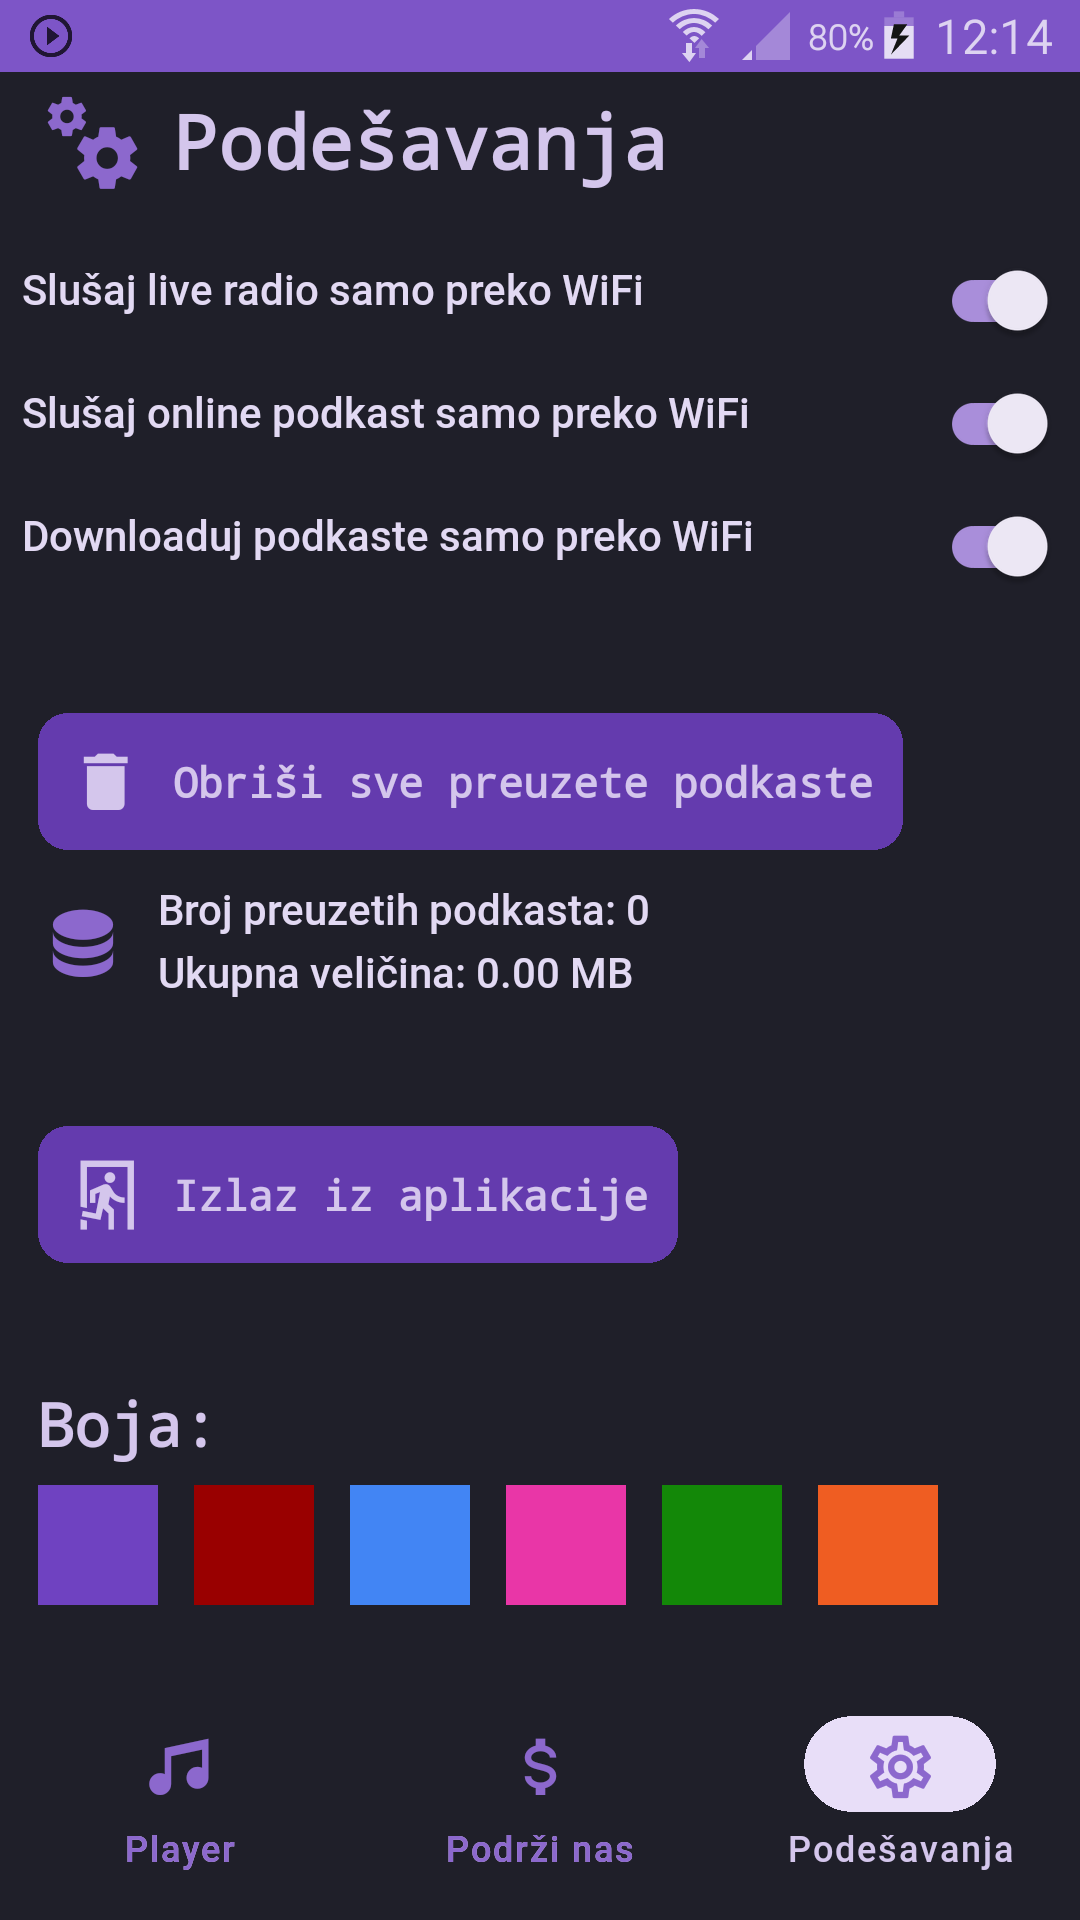 80% 12:14
Podešavanja
Slušaj live radio samo preko WiFi
Slušaj online podkast samo preko WiFi
Downloaduj podkaste samo preko WiFi
Obriši sve preuzete podkaste
Broj preuzetih podkasta: 0
Ukupna veličina: 0.00 MB
Izlaz iz aplikacije
Boja:
Player Podrži nas Podešavanja